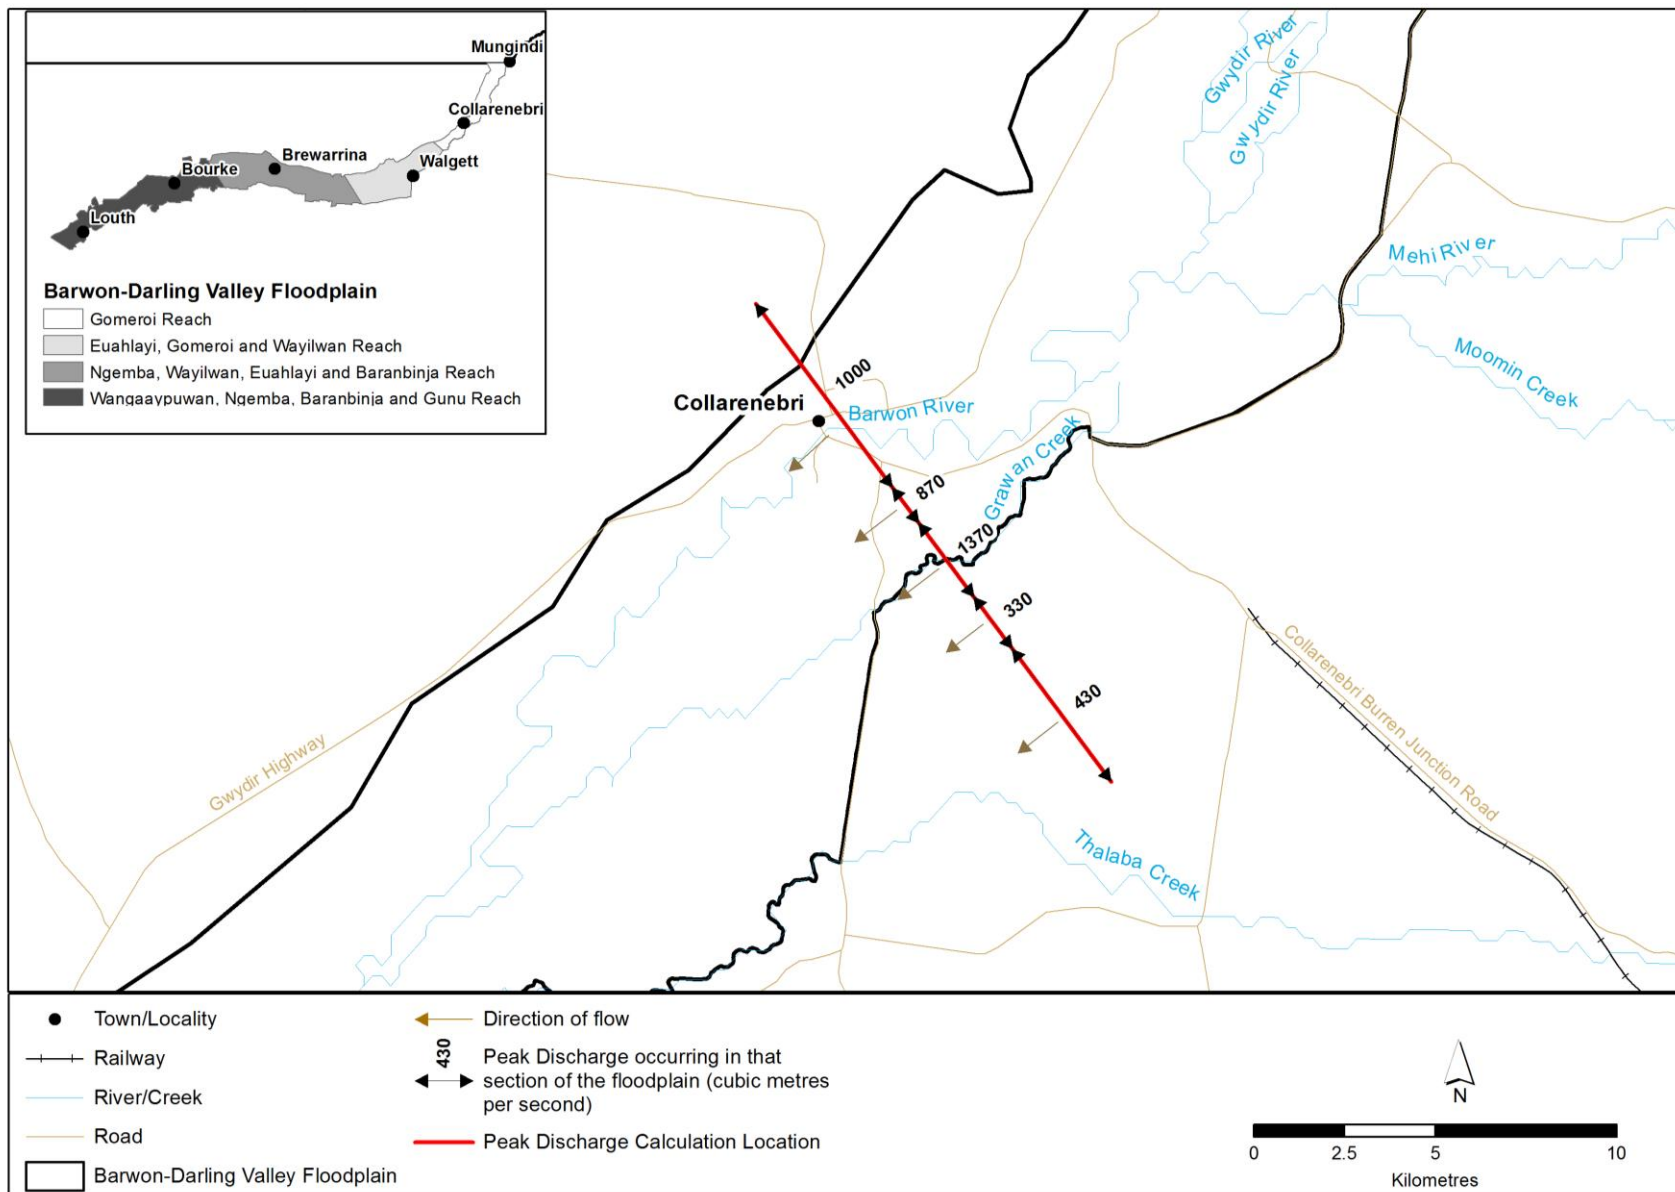 Mungindi
Collarenebri
Brewarrina
Walgett
Bourke
Louth
Barwon-Darling Valley Floodplain
Gomeroi Reach
Euahlayi, Gomeroi and Wayilwan Reach
Ngemba, Wayilwan, Euahlayi and Baranbinja Reach
Wangaaypuwan, Ngemba, Baranbinja and Gunu Reach
Gwydir River
Gwydir River
Mehi River
Moomin Creek
1000
Collarenebri
Barwon River
Grawan Creek
870
1370
330
430
Collarenebri Burren Junction Road
Gwydir Highway
Thalaba Creek
Town/Locality
Railway
River/Creek
Road
Barwon-Darling Valley Floodplain
Direction of flow
430
Peak Discharge occurring in that
section of the floodplain (cubic metres
per second)
Peak Discharge Calculation Location
N
0 2.5 5 10
Kilometres